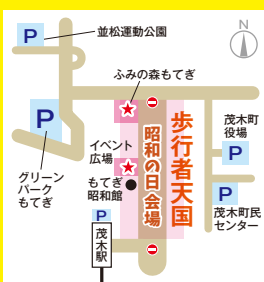 P
並松運動公園
N
ふみの森もてぎ
P
グリーン
パーク
もてぎ
イベント
広場
もてぎ
昭和館
昭和の日会場
歩行者天国
茂木町
役場
P
P
茂木町民
センター
P
茂木駅